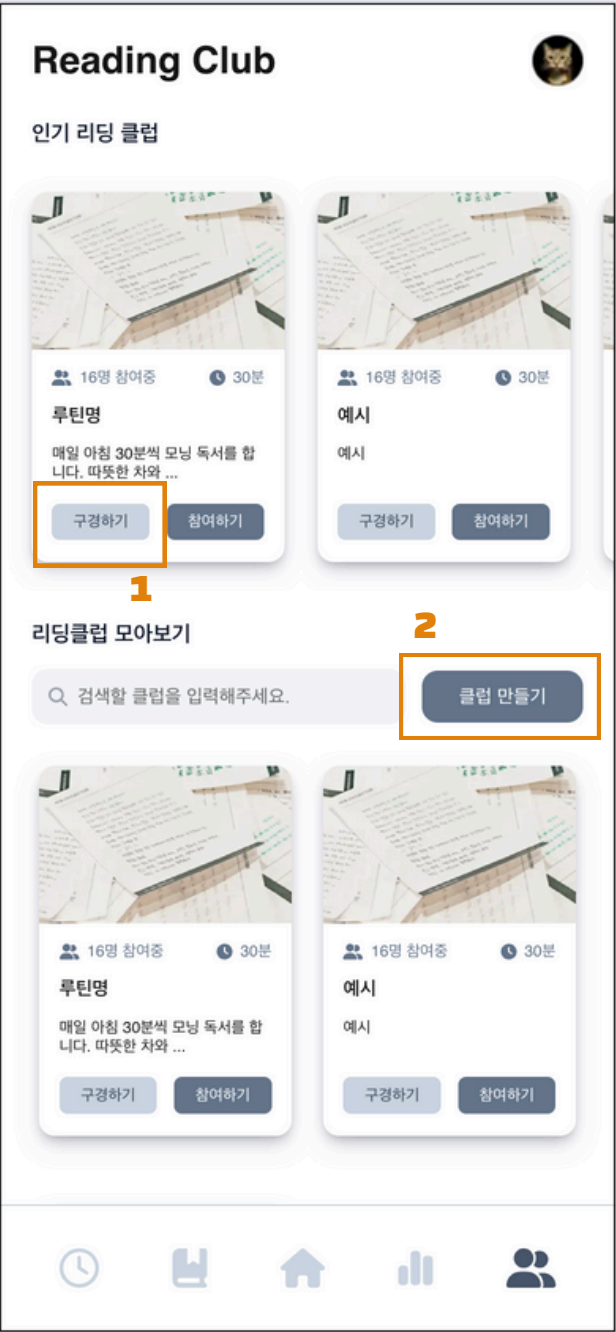 Reading Club
인기 리딩 클럽
16명 참여중 30분
루틴명
매일 아침 30분씩 모닝 독서를 합
니다. 따뜻한 차와 ...
구경하기 참여하기
16명 참여중 30분
예시
예시
구경하기 참여하기
1
리딩클럽 모아보기
2
검색할 클럽을 입력해주세요.
클럽 만들기
16명 참여중 30분
루틴명
매일 아침 30분씩 모닝 독서를 합
니다. 따뜻한 차와 ...
구경하기 참여하기
16명 참여중 30분
예시
예시
구경하기 참여하기